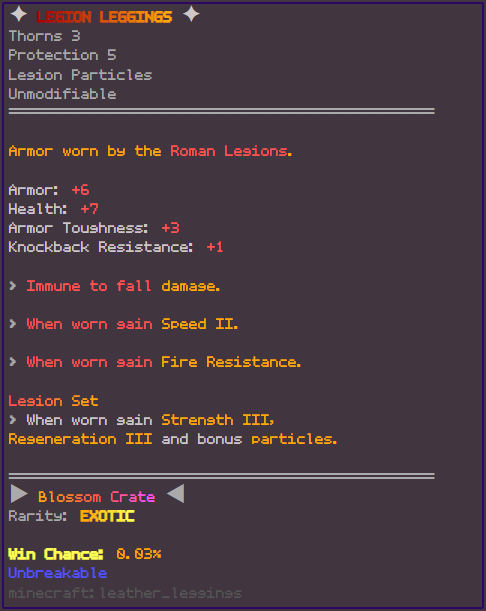 ✦ LEGION LEGGINGS ✦
Thorns 3
Protection 5
Legion Particles
Unmodifiable
Armor worn by the Roman Legions.
Armor: +6
Health: +7
Armor Toughness: +3
Knockback Resistance: +1
> Immune to fall damage.
> When worn gain Speed II.
> When worn gain Fire Resistance.
Legion Set
> When worn gain Strength III,
Regeneration III and bonus particles.
▶ Blossom Crate ◀
Rarity: EXOTIC
Win Chance: 0.03%
Unbreakable
minecraft:leather_leggings